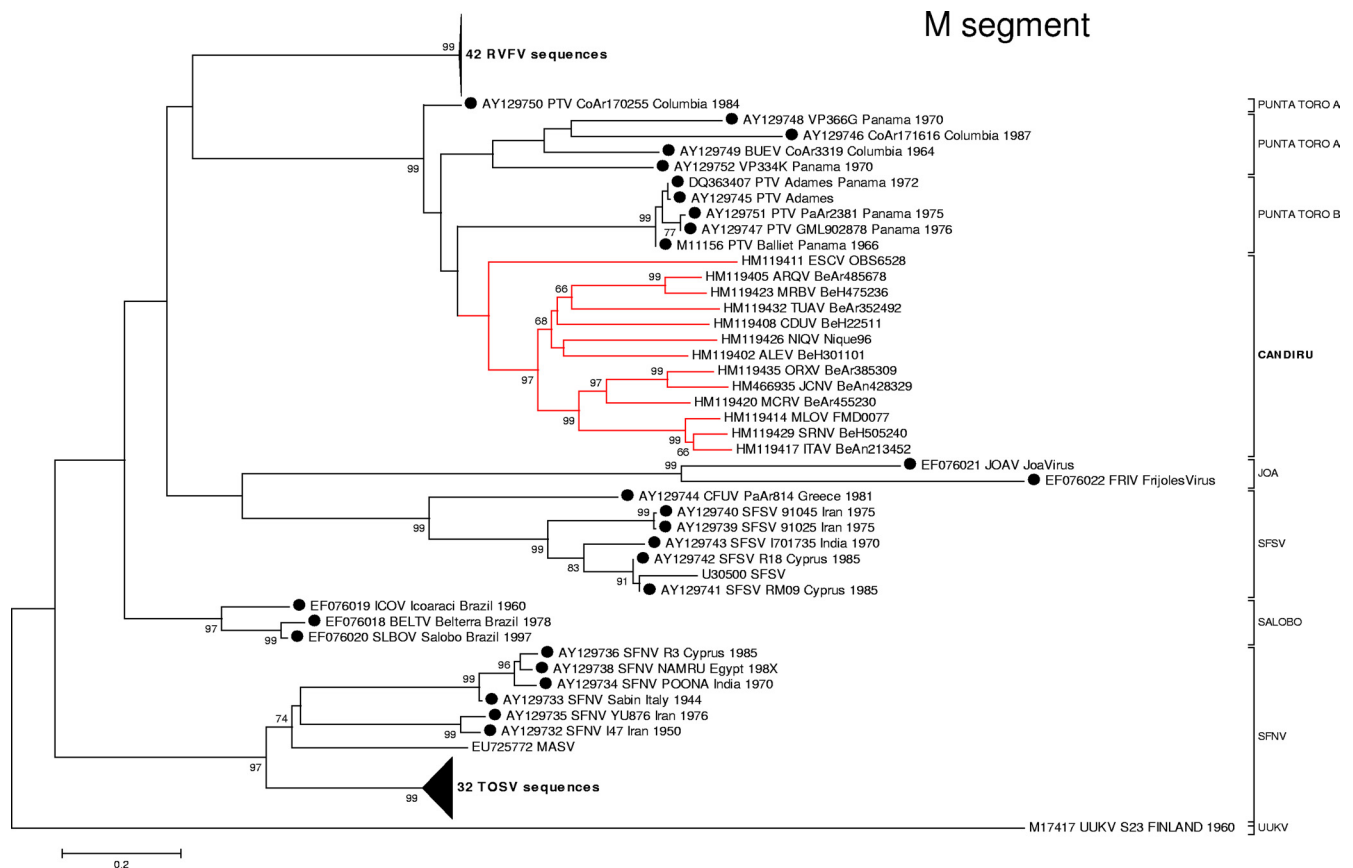 M segment
99
42 RVFV sequences
AY129750 PTV CoAr170255 Columbia 1984
PUNTA TORO A
AY129748 VP366G Panama 1970
AY129746 CoAr171616 Columbia 1987
PUNTA TORO A
AY129749 BUEV CoAr3319 Columbia 1964
99
AY129752 VP334K Panama 1970
DQ363407 PTV Adames Panama 1972
AY129745 PTV Adames
99
AY129751 PTV PaAr2381 Panama 1975
PUNTA TORO B
77
AY129747 PTV GML902878 Panama 1976
M11156 PTV Balliet Panama 1966
HM119411 ESCV OBS6528
99
HM119405 ARQV BeAr485678
66
HM119423 MRBV BeH475236
HM119432 TUAV BeAr352492
68
HM119408 CDUV BeH22511
HM119426 NIQV Nique96
HM119402 ALEV BeH301101
CANDIRU
97
99
HM119435 ORXV BeAr385309
97
HM466935 JCNV BeAn428329
HM119420 MCRV BeAr455230
99
HM119414 MLOV FMD0077
99
HM119429 SRNV BeH505240
66
HM119417 ITAV BeAn213452
99
EF076021 JOAV JoaVirus
JOA
EF076022 FRIV FrijolesVirus
AY129744 CFUV PaAr814 Greece 1981
99
99
AY129740 SFSV 91045 Iran 1975
AY129739 SFSV 91025 Iran 1975
99
AY129743 SFSV I701735 India 1970
SFSV
83
AY129742 SFSV R18 Cyprus 1985
91
U30500 SFSV
AY129741 SFSV RM09 Cyprus 1985
EF076019 ICOV Icoaraci Brazil 1960
97
EF076018 BELTV Belterra Brazil 1978
SALOBO
99
EF076020 SLBOV Salobo Brazil 1997
AY129736 SFNV R3 Cyprus 1985
96
AY129738 SFNV NAMRU Egypt 198X
99
AY129734 SFNV POONA India 1970
AY129733 SFNV Sabin Italy 1944
74
AY129735 SFNV YU876 Iran 1976
99
AY129732 SFNV I47 Iran 1950
SFNV
EU725772 MASV
97
99
32 TOSV sequences
M17417 UUKV S23 FINLAND 1960
UUKV
0.2